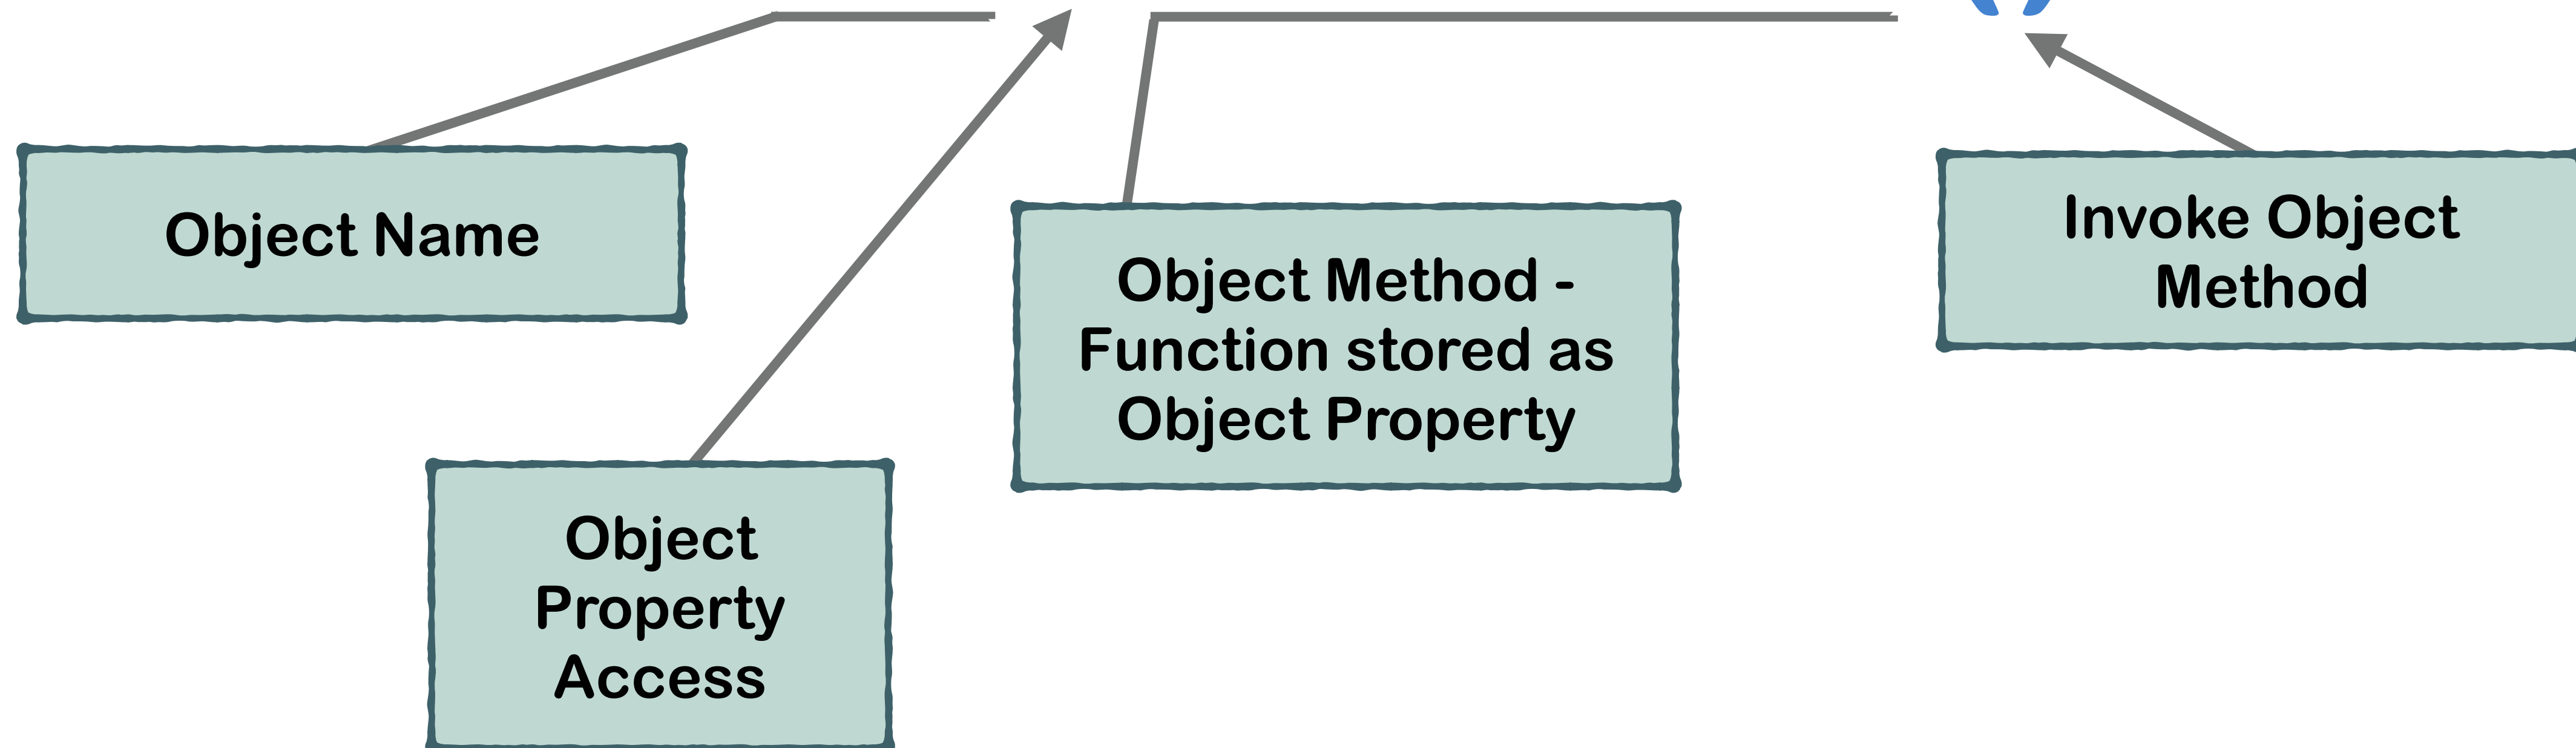 Object Name
Object Method -
Function stored as
Object Property
Invoke Object
Method
Object
Property
Access